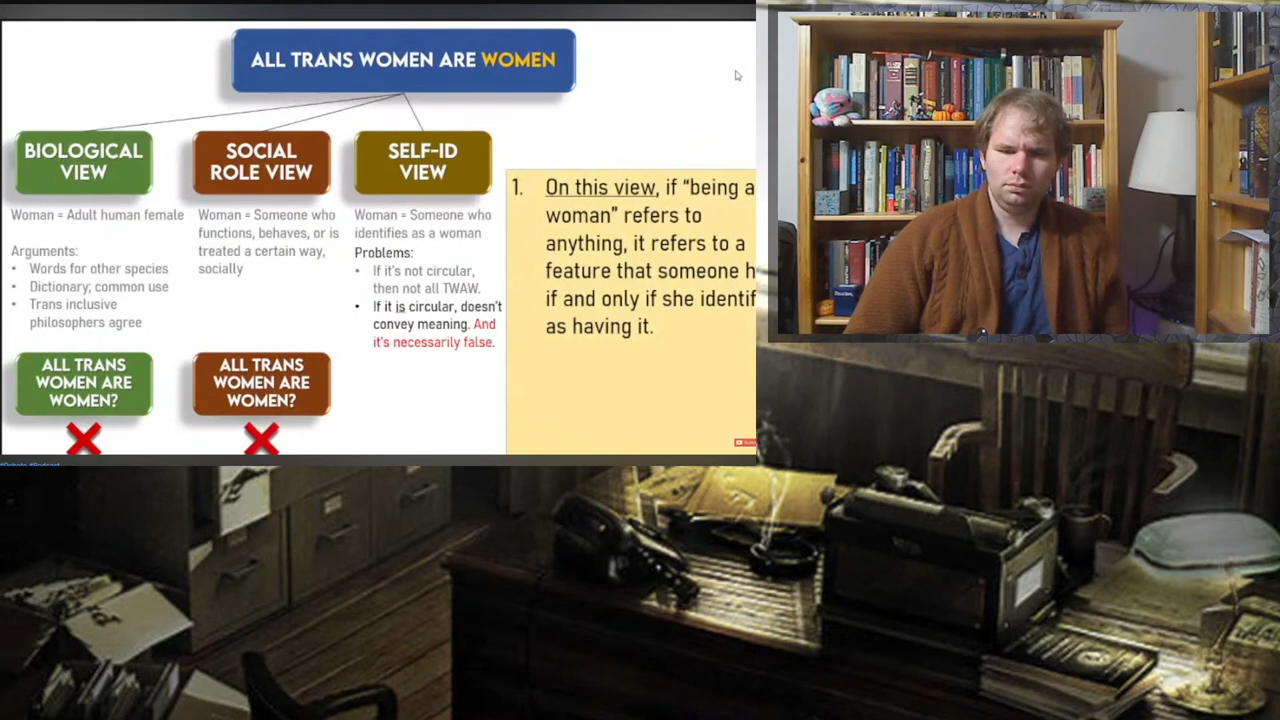 ALL TRANS WOMEN ARE WOMEN
BIOLOGICAL
VIEW
Woman = Adult human female
Arguments:
• Words for other species
• Dictionary; common use
• Trans inclusive
philosophers agree
ALL TRANS
WOMEN ARE
WOMEN?
SOCIAL
ROLE VIEW
Woman = Someone who
functions, behaves, or is
treated a certain way,
socially
ALL TRANS
WOMEN ARE
WOMEN?
SELF-ID
VIEW
Woman = Someone who
identifies as a woman
Problems:
• If it's not circular,
then not all TWAW.
• If it is circular, doesn't
convey meaning. And
it's necessarily false.
1. On this view, if “being a
woman” refers to
anything, it refers to a
feature that someone h
if and only if she identif
as having it.
#Debate #Podcast